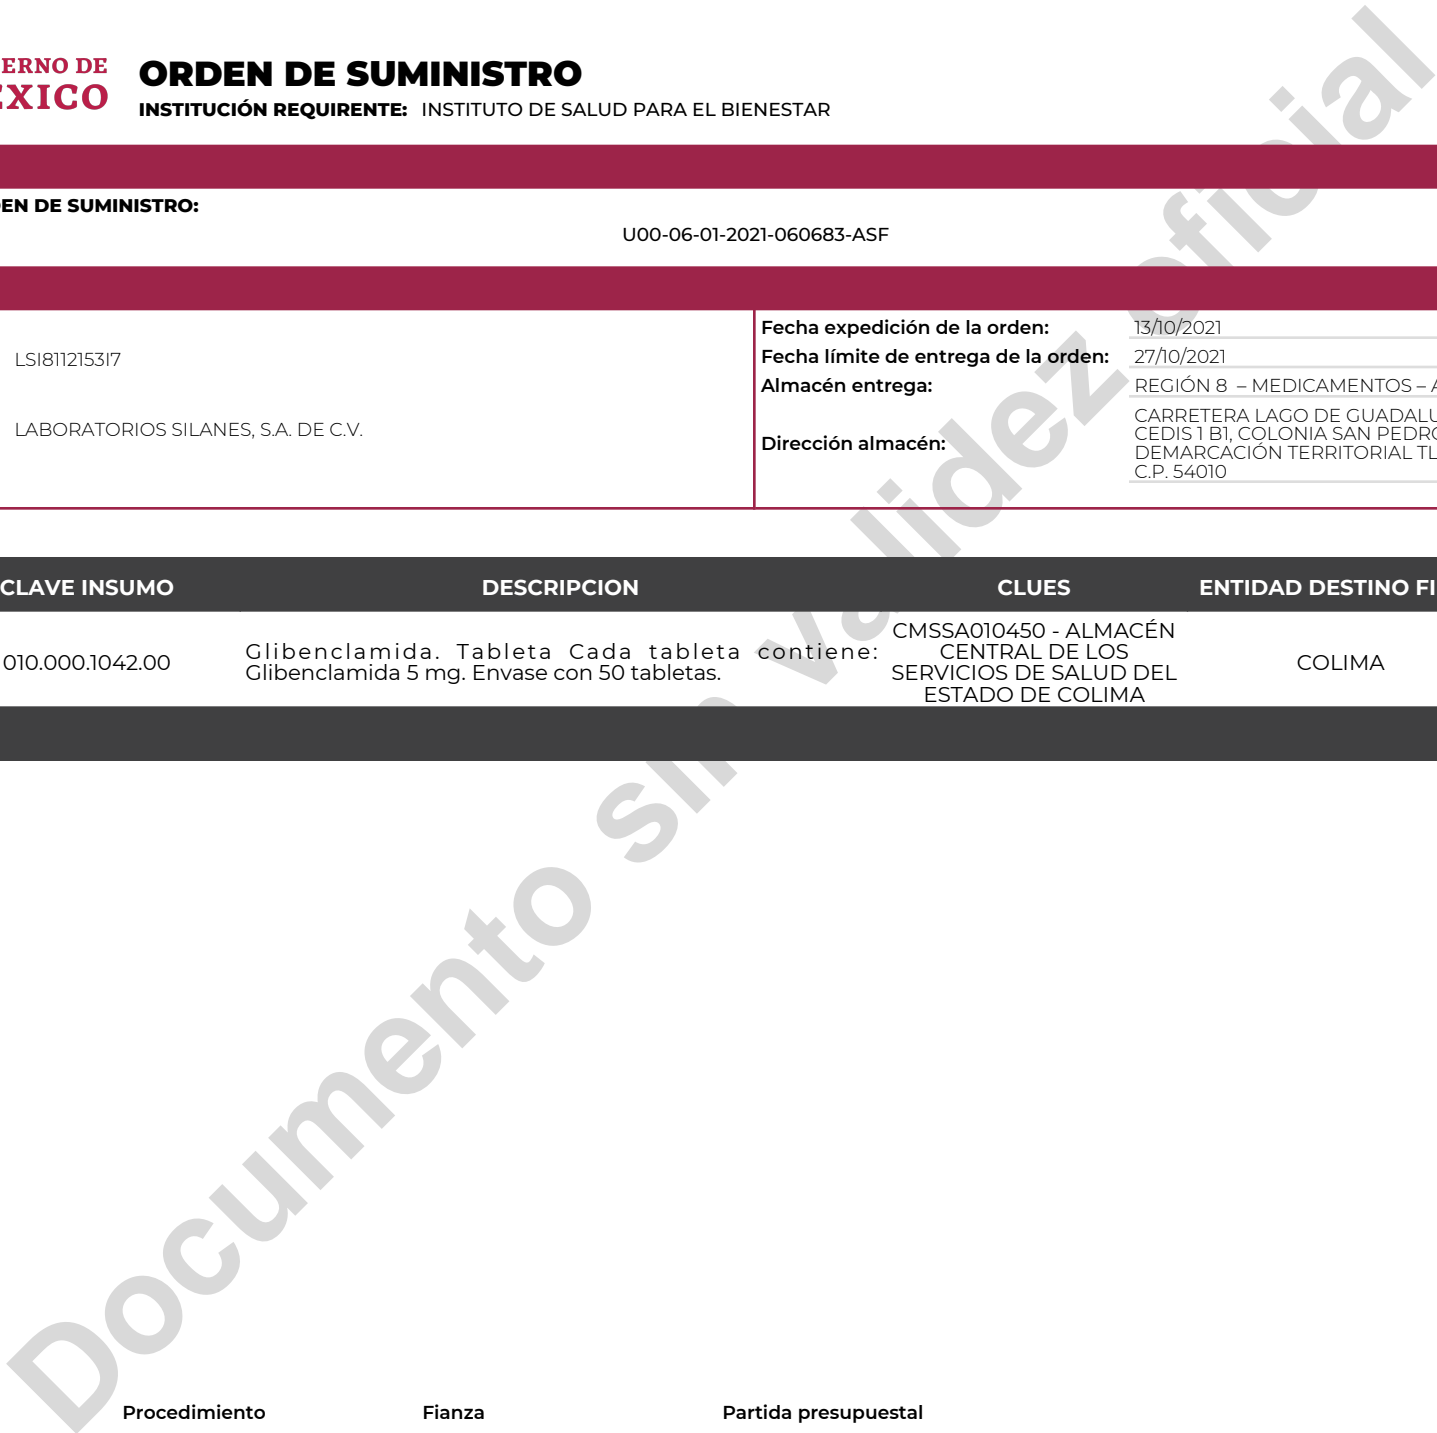 ERNO DE
EXICO
ORDEN DE SUMINISTRO
INSTITUCIÓN REQUIRENTE: INSTITUTO DE SALUD PARA EL BIENESTAR
EN DE SUMINISTRO:
U00-06-01-2021-060683-ASF
LSI8112153I7
LABORATORIOS SILANES, S.A. DE C.V.
Fecha expedición de la orden: 13/10/2021
Fecha límite de entrega de la orden: 27/10/2021
Almacén entrega: REGIÓN 8 – MEDICAMENTOS – A
Dirección almacén:
CARRETERA LAGO DE GUADALU
CEDIS 1 B1, COLONIA SAN PEDRO
DEMARCACIÓN TERRITORIAL TL
C.P. 54010
CLAVE INSUMO DESCRIPCION CLUES ENTIDAD DESTINO FI
010.000.1042.00
Glibenclamida. Tableta Cada tableta contiene:
Glibenclamida 5 mg. Envase con 50 tabletas.
CMSSA010450 - ALMACÉN
CENTRAL DE LOS
SERVICIOS DE SALUD DEL
ESTADO DE COLIMA
COLIMA
Documento sin validez oficial
Procedimiento Fianza Partida presupuestal